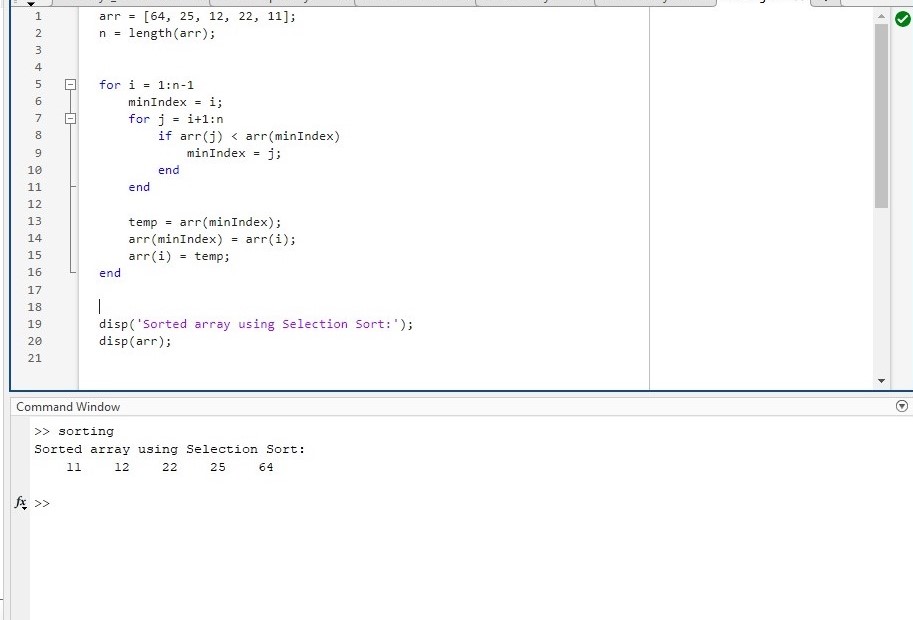 1 arr = [64, 25, 12, 22, 11];
2 n = length(arr);
3
4
5 for i = 1:n-1
6 minIndex = i;
7 for j = i+1:n
8 if arr(j) < arr(minIndex)
9 minIndex = j;
10 end
11 end
12
13 temp = arr(minIndex);
14 arr(minIndex) = arr(i);
15 arr(i) = temp;
16 end
17
18
19 disp('Sorted array using Selection Sort:');
20 disp(arr);
21
Command Window
>> sorting
Sorted array using Selection Sort:
11 12 22 25 64
fx >>